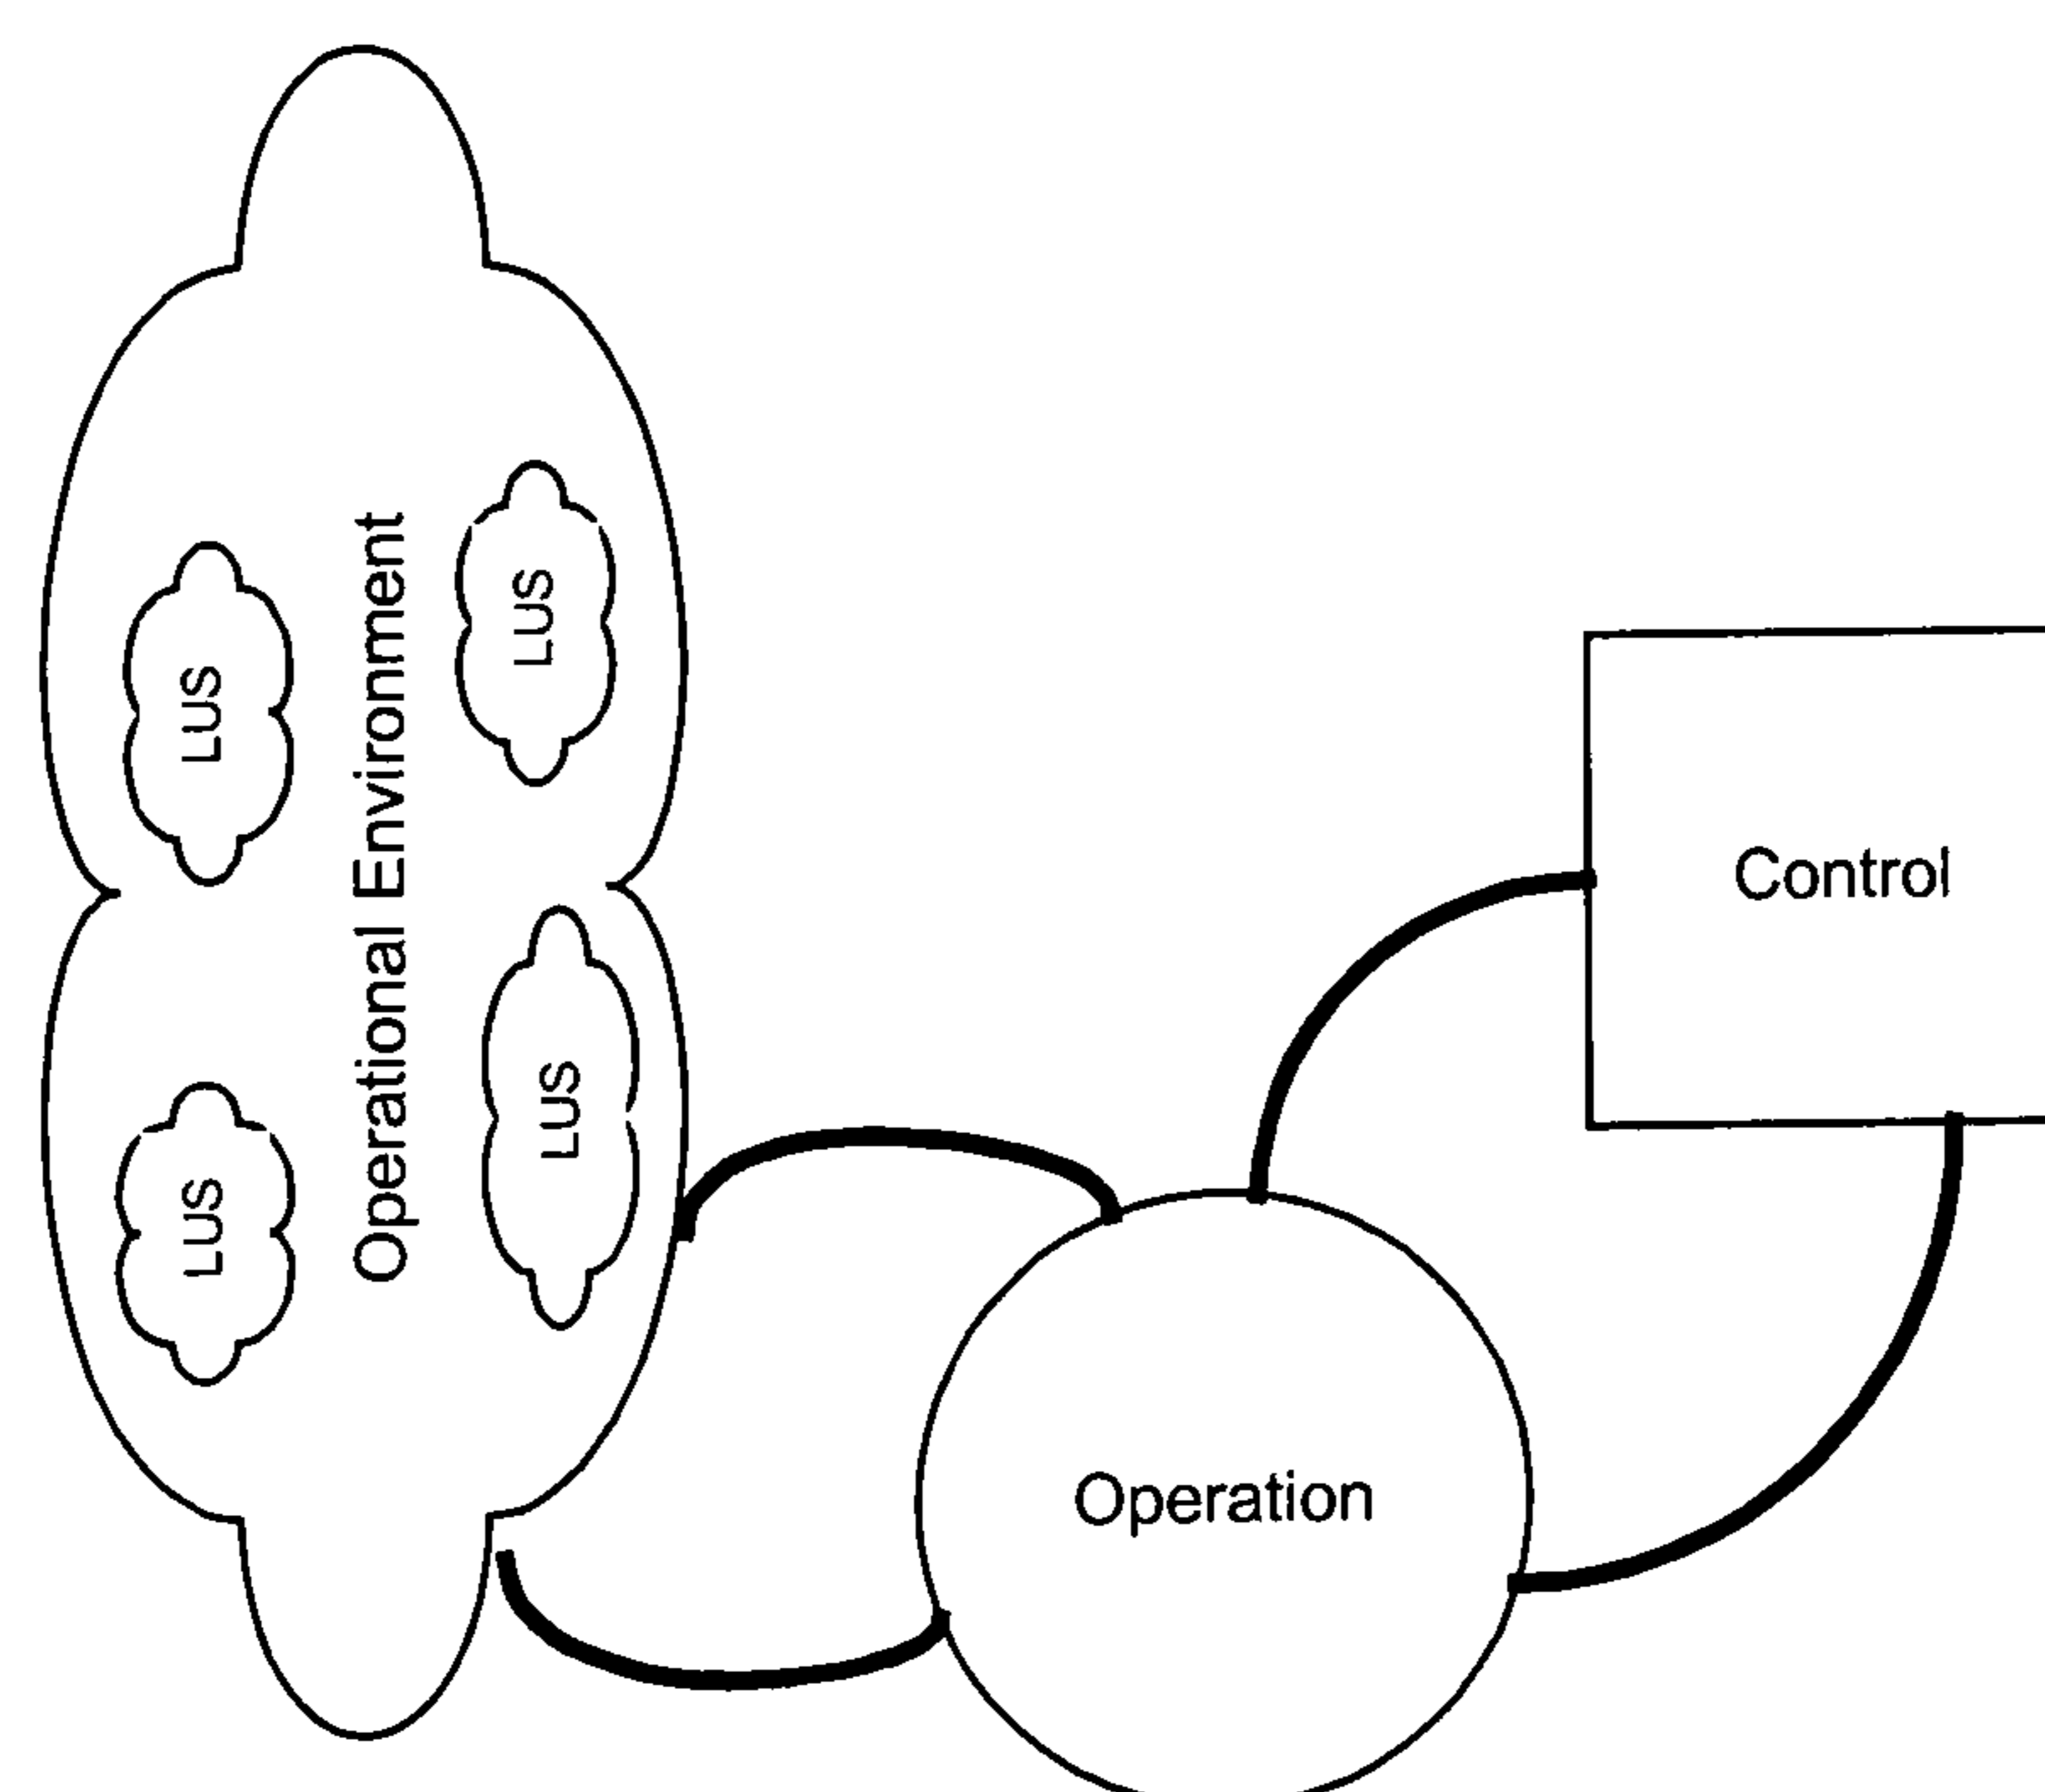 LUS
LUS
Operational Environment
LUS
LUS
Control
Operation